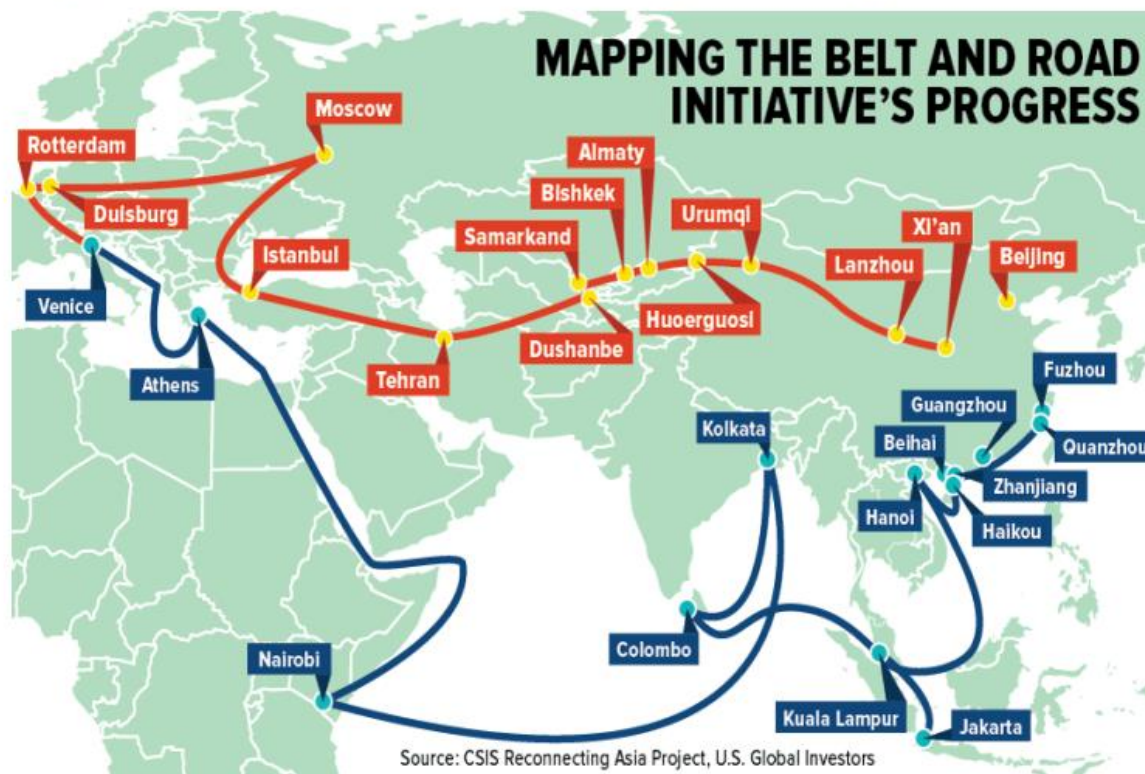 MAPPING THE BELT AND ROAD
INITIATIVE'S PROGRESS
Moscow
Rotterdam
Almaty
Bishkek
Urumqi
Xi'an
Duisburg
Samarkand
Istanbul
Lanzhou
Beijing
Venice
Huoerguosi
Dushanbe
Tehran
Athens
Fuzhou
Guangzhou
Kolkata
Beihai
Quanzhou
Zhanjiang
Hanoi
Haikou
Colombo
Nairobi
Kuala Lampur
Jakarta
Source: CSIS Reconnecting Asia Project, U.S. Global Investors